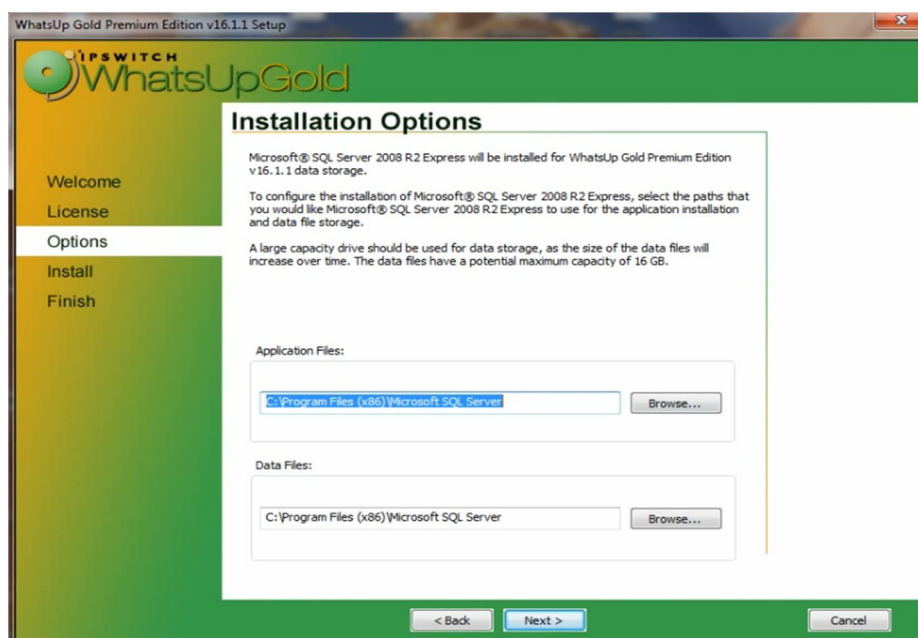 WhatsUp Gold Premium Edition v16.1.1 Setup
IPSWITCH
WhatsUpGold
Welcome
License
Options
Install
Finish
Installation Options
Microsoft® SQL Server 2008 R2 Express will be installed for WhatsUp Gold Premium Edition
v16.1.1 data storage.
To configure the installation of Microsoft® SQL Server 2008 R2 Express, select the paths that
you would like Microsoft® SQL Server 2008 R2 Express to use for the application installation
and data file storage.
A large capacity drive should be used for data storage, as the size of the data files will
increase over time. The data files have a potential maximum capacity of 16 GB.
Application Files:
C:\Program Files (x86)\Microsoft SQL Server
Browse...
Data Files:
C:\Program Files (x86)\Microsoft SQL Server
Browse...
< Back
Next >
Cancel